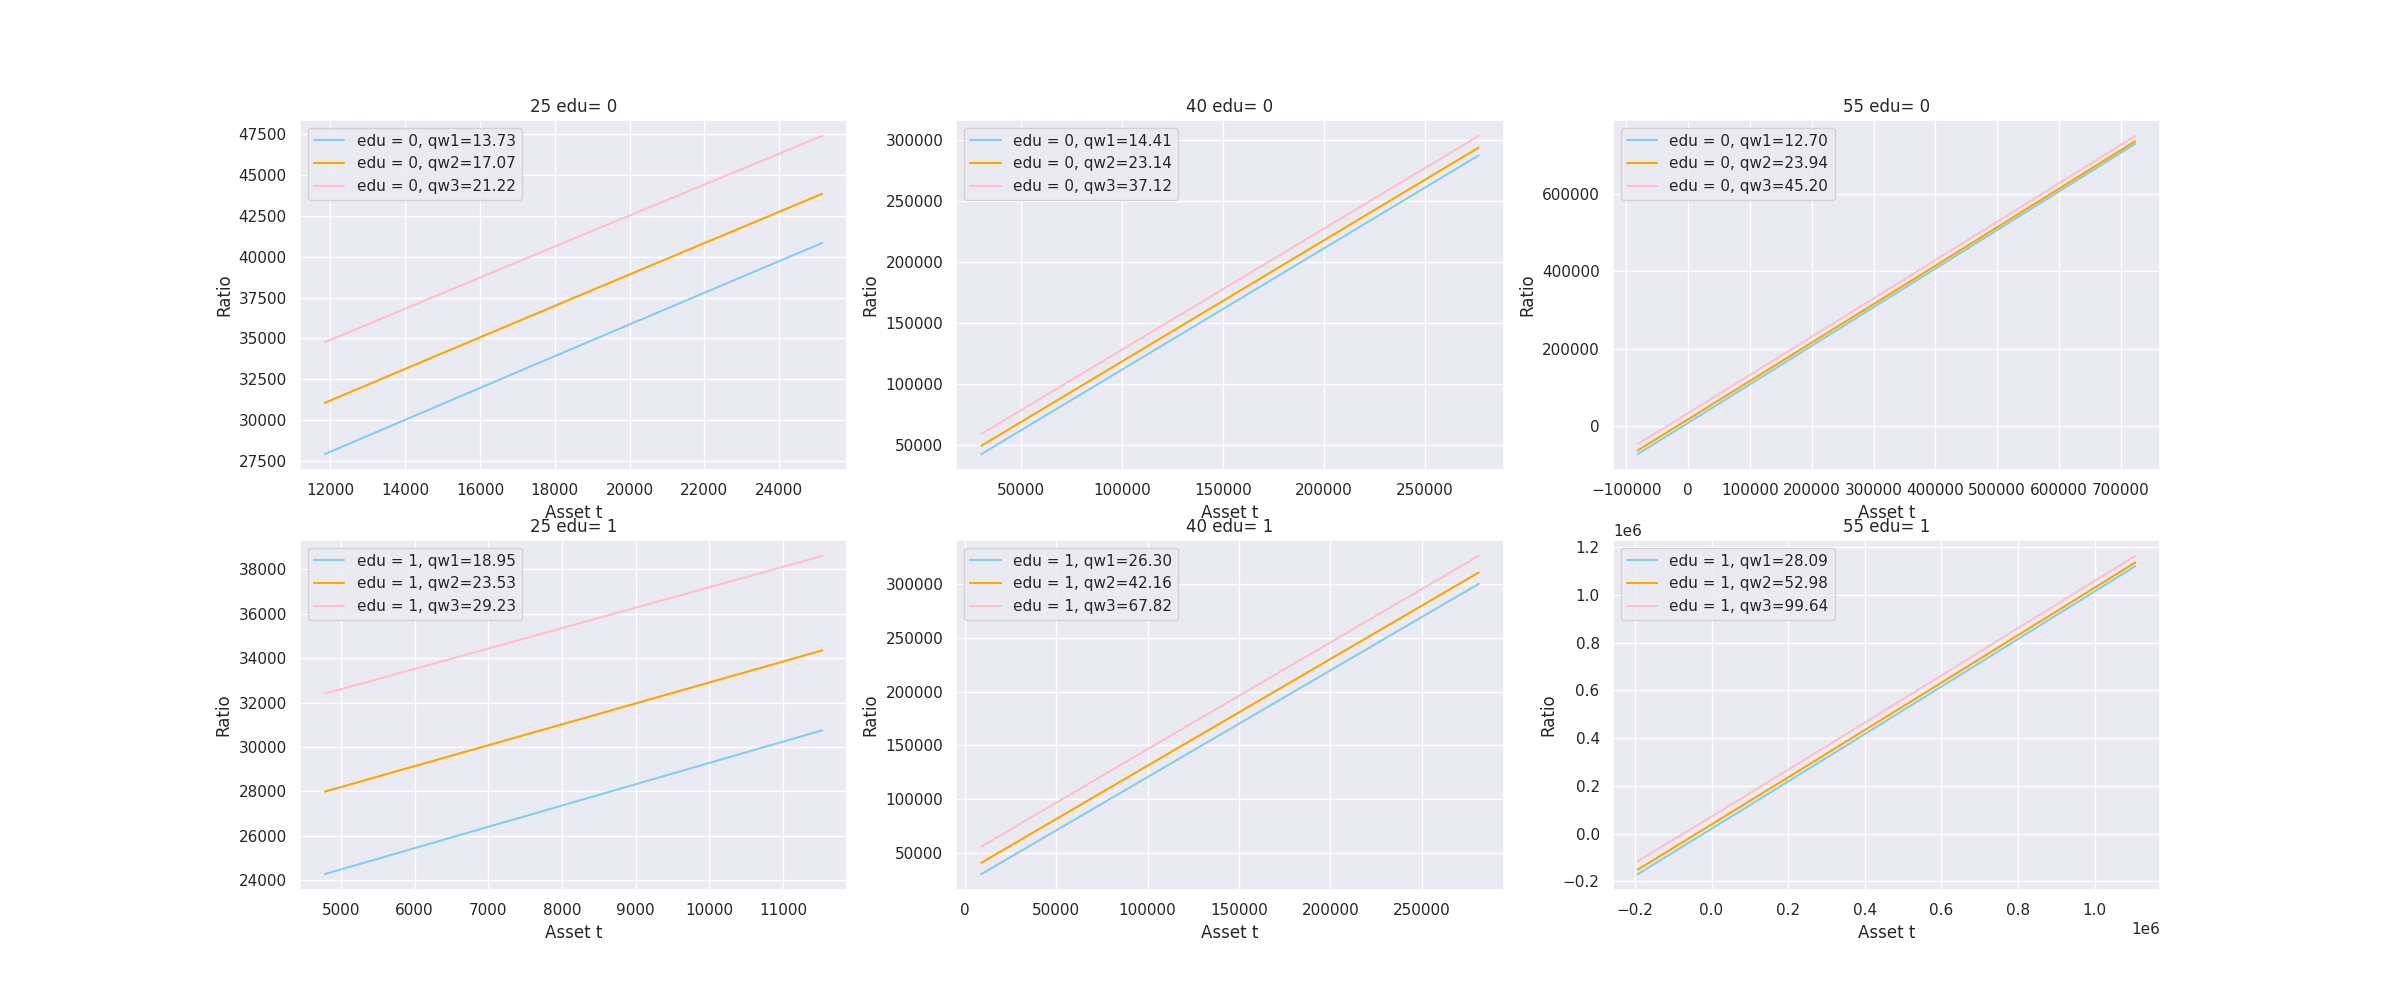 25 edu= 0
47500
45000
42500
40000
37500
35000
32500
30000
27500
Ratio
edu = 0, qw1=13.73
edu = 0, qw2=17.07
edu = 0, qw3=21.22
12000 14000 16000 18000 20000 22000 24000
Asset t
40 edu= 0
300000
250000
200000
150000
100000
50000
Ratio
edu = 0, qw1=14.41
edu = 0, qw2=23.14
edu = 0, qw3=37.12
50000 100000 150000 200000 250000
Asset t
55 edu= 0
600000
400000
200000
0
Ratio
edu = 0, qw1=12.70
edu = 0, qw2=23.94
edu = 0, qw3=45.20
−100000 0 100000 200000 300000 400000 500000 600000 700000
Asset t
25 edu= 1
38000
36000
34000
32000
30000
28000
26000
24000
Ratio
edu = 1, qw1=18.95
edu = 1, qw2=23.53
edu = 1, qw3=29.23
5000 6000 7000 8000 9000 10000 11000
Asset t
40 edu= 1
300000
250000
200000
150000
100000
50000
Ratio
edu = 1, qw1=26.30
edu = 1, qw2=42.16
edu = 1, qw3=67.82
0 50000 100000 150000 200000 250000
Asset t
55 edu= 1
1e6
1.2
1.0
0.8
0.6
0.4
0.2
0.0
−0.2
Ratio
edu = 1, qw1=28.09
edu = 1, qw2=52.98
edu = 1, qw3=99.64
−0.2 0.0 0.2 0.4 0.6 0.8 1.0
1e6
Asset t